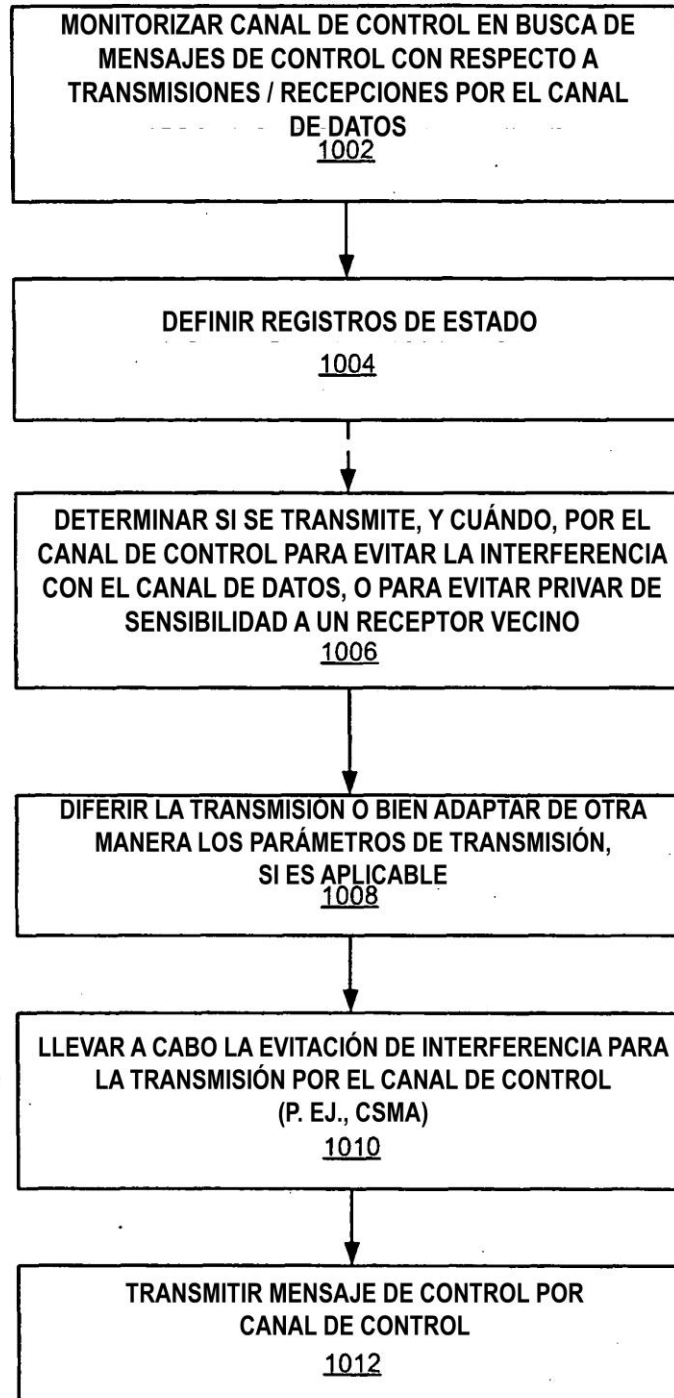 MONITORIZAR CANAL DE CONTROL EN BUSCA DE
MENSAJES DE CONTROL CON RESPECTO A
TRANSMISIONES / RECEPCIONES POR EL CANAL
DE DATOS
1002
DEFINIR REGISTROS DE ESTADO
1004
DETERMINAR SI SE TRANSMITE, Y CUÁNDO, POR EL
CANAL DE CONTROL PARA EVITAR LA INTERFERENCIA
CON EL CANAL DE DATOS, O PARA EVITAR PRIVAR DE
SENSIBILIDAD A UN RECEPTOR VECINO
1006
DIFERIR LA TRANSMISIÓN O BIEN ADAPTAR DE OTRA
MANERA LOS PARÁMETROS DE TRANSMISIÓN,
SI ES APLICABLE
1008
LLEVAR A CABO LA EVITACIÓN DE INTERFERENCIA PARA
LA TRANSMISIÓN POR EL CANAL DE CONTROL
(P. EJ., CSMA)
1010
TRANSMITIR MENSAJE DE CONTROL POR
CANAL DE CONTROL
1012